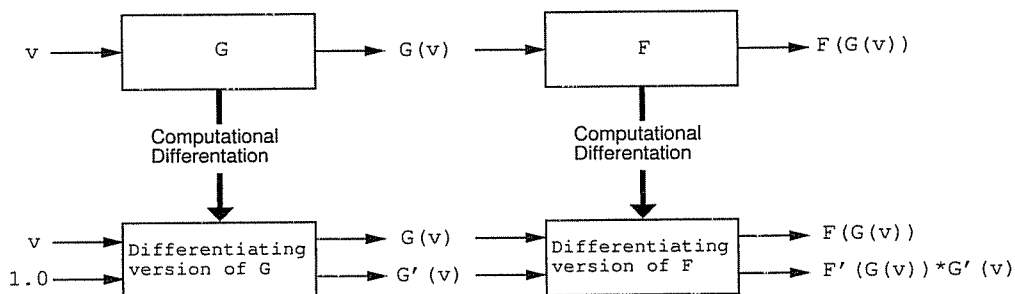 v G G(v) F F(G(v))
Computational
Differentation
Computational
Differentation
v Differentiating G(v) Differentiating F(G(v))
1.0 version of G G'(v) version of F F'(G(v))*G'(v)